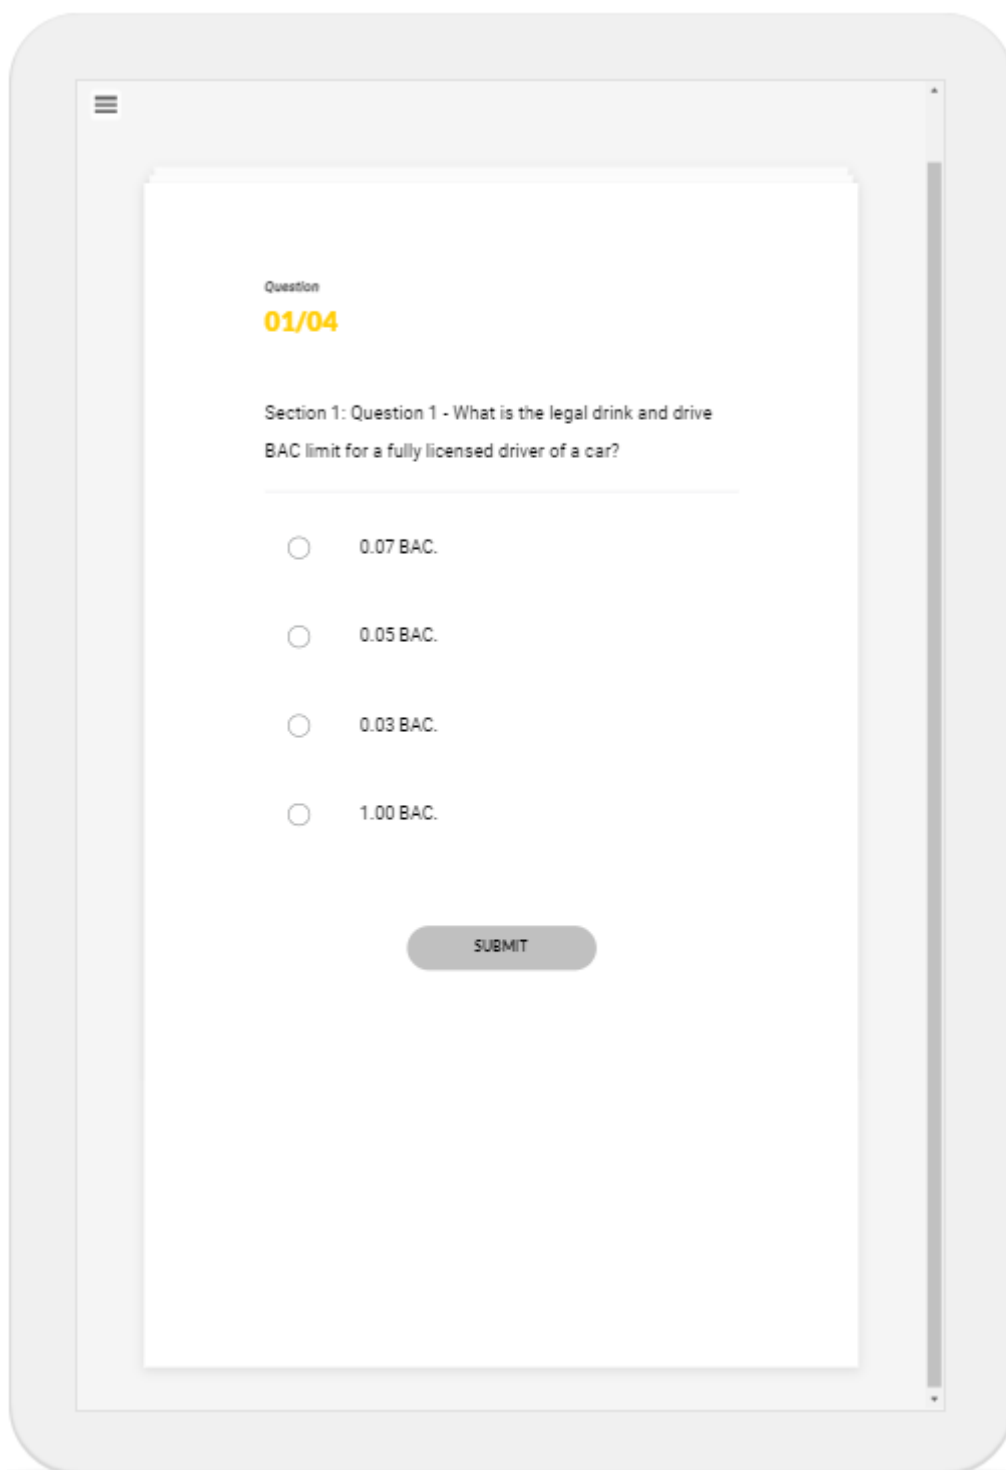 Question
01/04
Section 1: Question 1 - What is the legal drink and drive
BAC limit for a fully licensed driver of a car?
0.07 BAC.
0.05 BAC.
0.03 BAC.
1.00 BAC.
SUBMIT